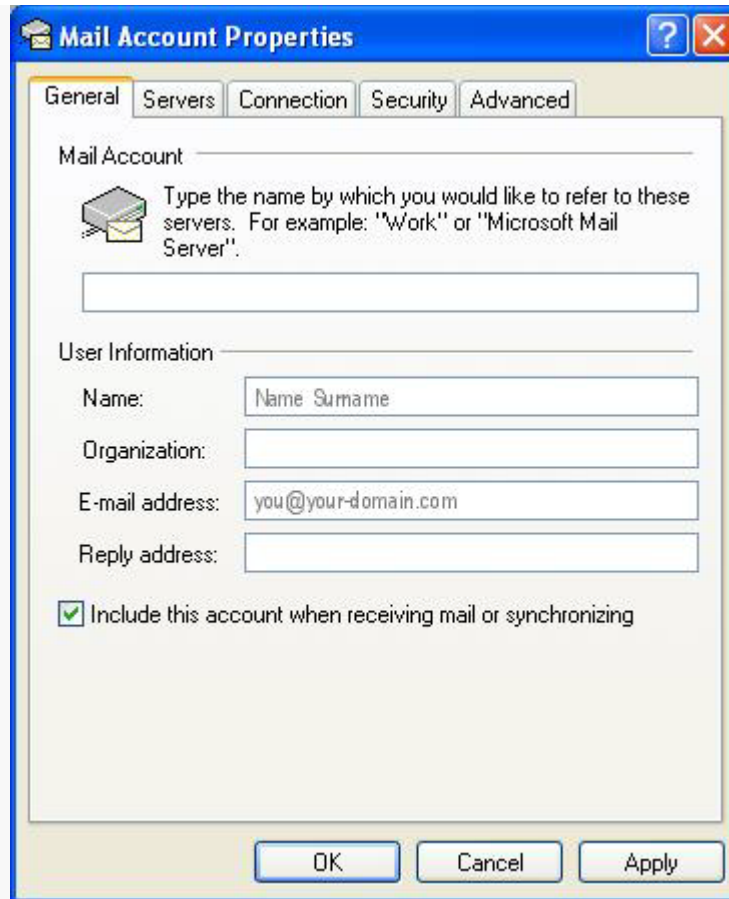 Mail Account Properties
General Servers Connection Security Advanced
Mail Account
Type the name by which you would like to refer to these
servers. For example: "Work" or "Microsoft Mail
Server".
User Information
Name: Name Surname
Organization:
E-mail address: you@your-domain.com
Reply address:
Include this account when receiving mail or synchronizing
OK Cancel Apply